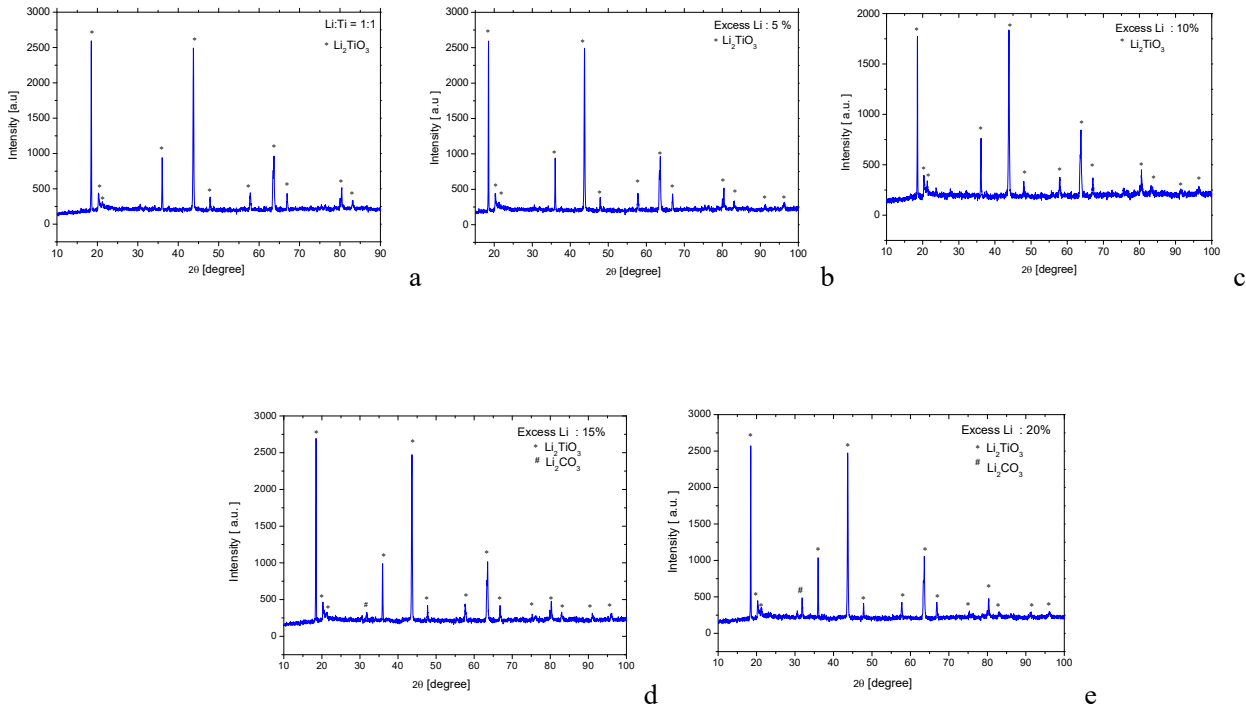 Li:Ti = 1:1
* Li₂TiO₃
3000
2500
2000
1500
1000
500
0
Intensity [a.u]
10 20 30 40 50 60 70 80 90
2θ [degree]
a
Excess Li : 5 %
* Li₂TiO₃
3000
2500
2000
1500
1000
500
0
Intensity [a.u ]
20 30 40 50 60 70 80 90 100
2θ [degree]
b
Excess Li : 10%
* Li₂TiO₃
2000
1500
1000
500
0
Intensity [a.u. ]
10 20 30 40 50 60 70 80 90 100
2θ [degree]
c
Excess Li : 15%
* Li₂TiO₃
# Li₂CO₃
3000
2500
2000
1500
1000
500
0
Intensity [ a.u. ]
#
10 20 30 40 50 60 70 80 90 100
2θ [degree]
d
Excess Li : 20%
* Li₂TiO₃
# Li₂CO₃
3000
2500
2000
1500
1000
500
0
Intensity [ a.u. ]
#
10 20 30 40 50 60 70 80 90 100
2θ [degree]
e